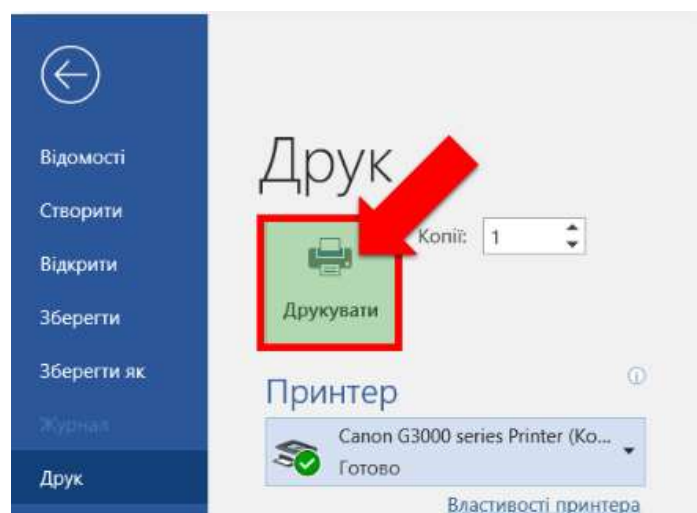 Відомості
Створити
Відкрити
Зберегти
Зберегти як
Журнал
Друк
Друк
Копії: 1
Друкувати
Принтер
Canon G3000 series Printer (Ko...
Готово
Властивості принтера